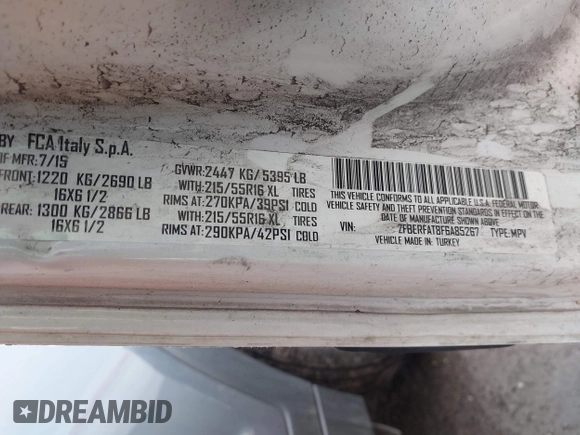 BY FCA Italy S.p.A.
OF MFR: 7/15
FRONT: 1220 KG/2690 LB
16X6 1/2
REAR: 1300 KG/2866 LB
16X6 1/2
GVWR: 2447 KG/5395 LB
WITH: 215/55R16 XL TIRES
RIMS AT: 270KPA/39PSI COLD
WITH: 215/55R16 XL TIRES
RIMS AT: 290KPA/42PSI COLD
THIS VEHICLE CONFORMS TO ALL APPLICABLE U.S.A. FEDERAL MOTOR
VEHICLE SAFETY AND THEFT PREVENTION STANDARDS IN EFFECT ON THE
DATE OF MANUFACTURE SHOWN ABOVE.
VIN: ZFBERFAT8F6A85267 TYPE: MPV
VEHICLE MADE IN: TURKEY
DREAMBID